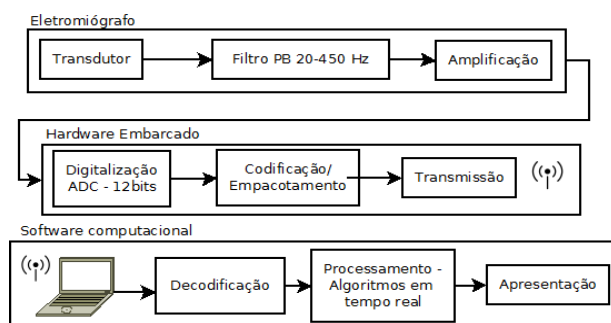 Eletromiógrafo
Transdutor
Filtro PB 20-450 Hz
Amplificação
Hardware Embarcado
Digitalização
ADC - 12bits
Codificação/
Empacotamento
Transmissão
Software computacional
Decodificação
Processamento -
Algoritmos em
tempo real
Apresentação